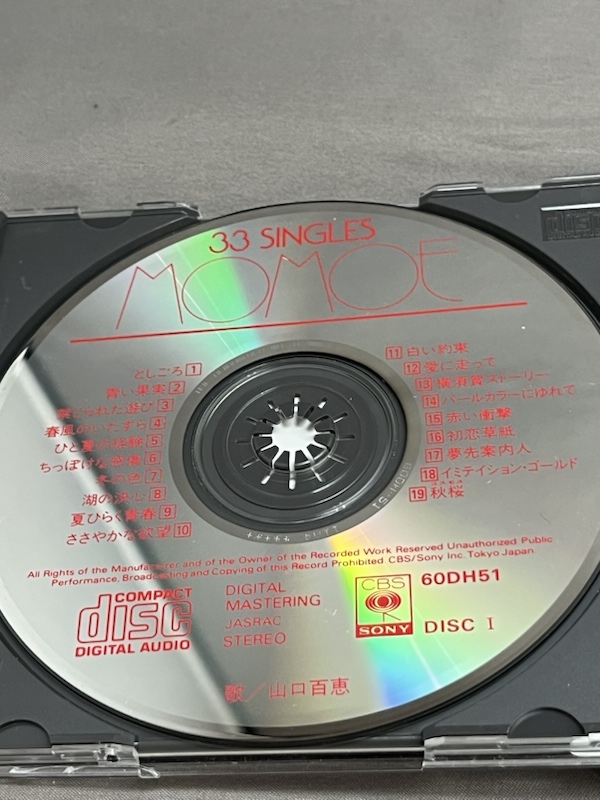 33 SINGLES
MOMOE
としごろ 1
青い果実 2
禁じられた遊び 3
春風のいたずら 4
ひと夏の経験 5
ちっぽけな感傷 6
冬の色 7
湖の決心 8
夏ひらく青春 9
ささやかな欲望 10
11 白い約束
12 愛に走って
13 横須賀ストーリー
14 パールカラーにゆれて
15 赤い衝撃
16 初恋草紙
17 夢先案内人
18 イミテイション・ゴールド
19 秋桜
All Rights of the Manufacturer and of the Owner of the Recorded Work Reserved Unauthorized Public
Performance, Broadcasting and Copying of this Record Prohibited. CBS/Sony Inc. Tokyo Japan.
COMPACT
disc
DIGITAL AUDIO
DIGITAL
MASTERING
JASRAC
STEREO
CBS
SONY
60DH51
DISC I
歌／山口百恵